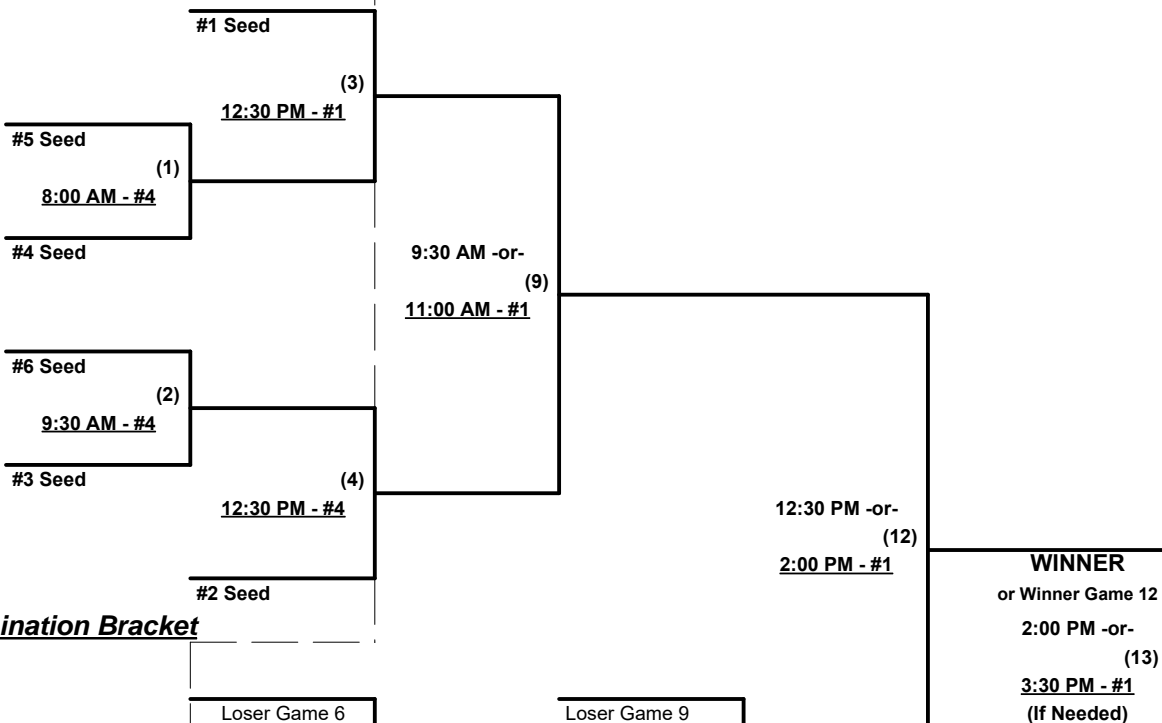 #1 Seed
(3)
12:30 PM - #1
#5 Seed
(1)
8:00 AM - #4
#4 Seed
9:30 AM -or-
(9)
11:00 AM - #1
#6 Seed
(2)
9:30 AM - #4
#3 Seed
(4)
12:30 PM - #4
12:30 PM -or-
(12)
2:00 PM - #1
WINNER
#2 Seed
or Winner Game 12
ination Bracket
2:00 PM -or-
(13)
3:30 PM - #1
Loser Game 6
Loser Game 9
(If Needed)